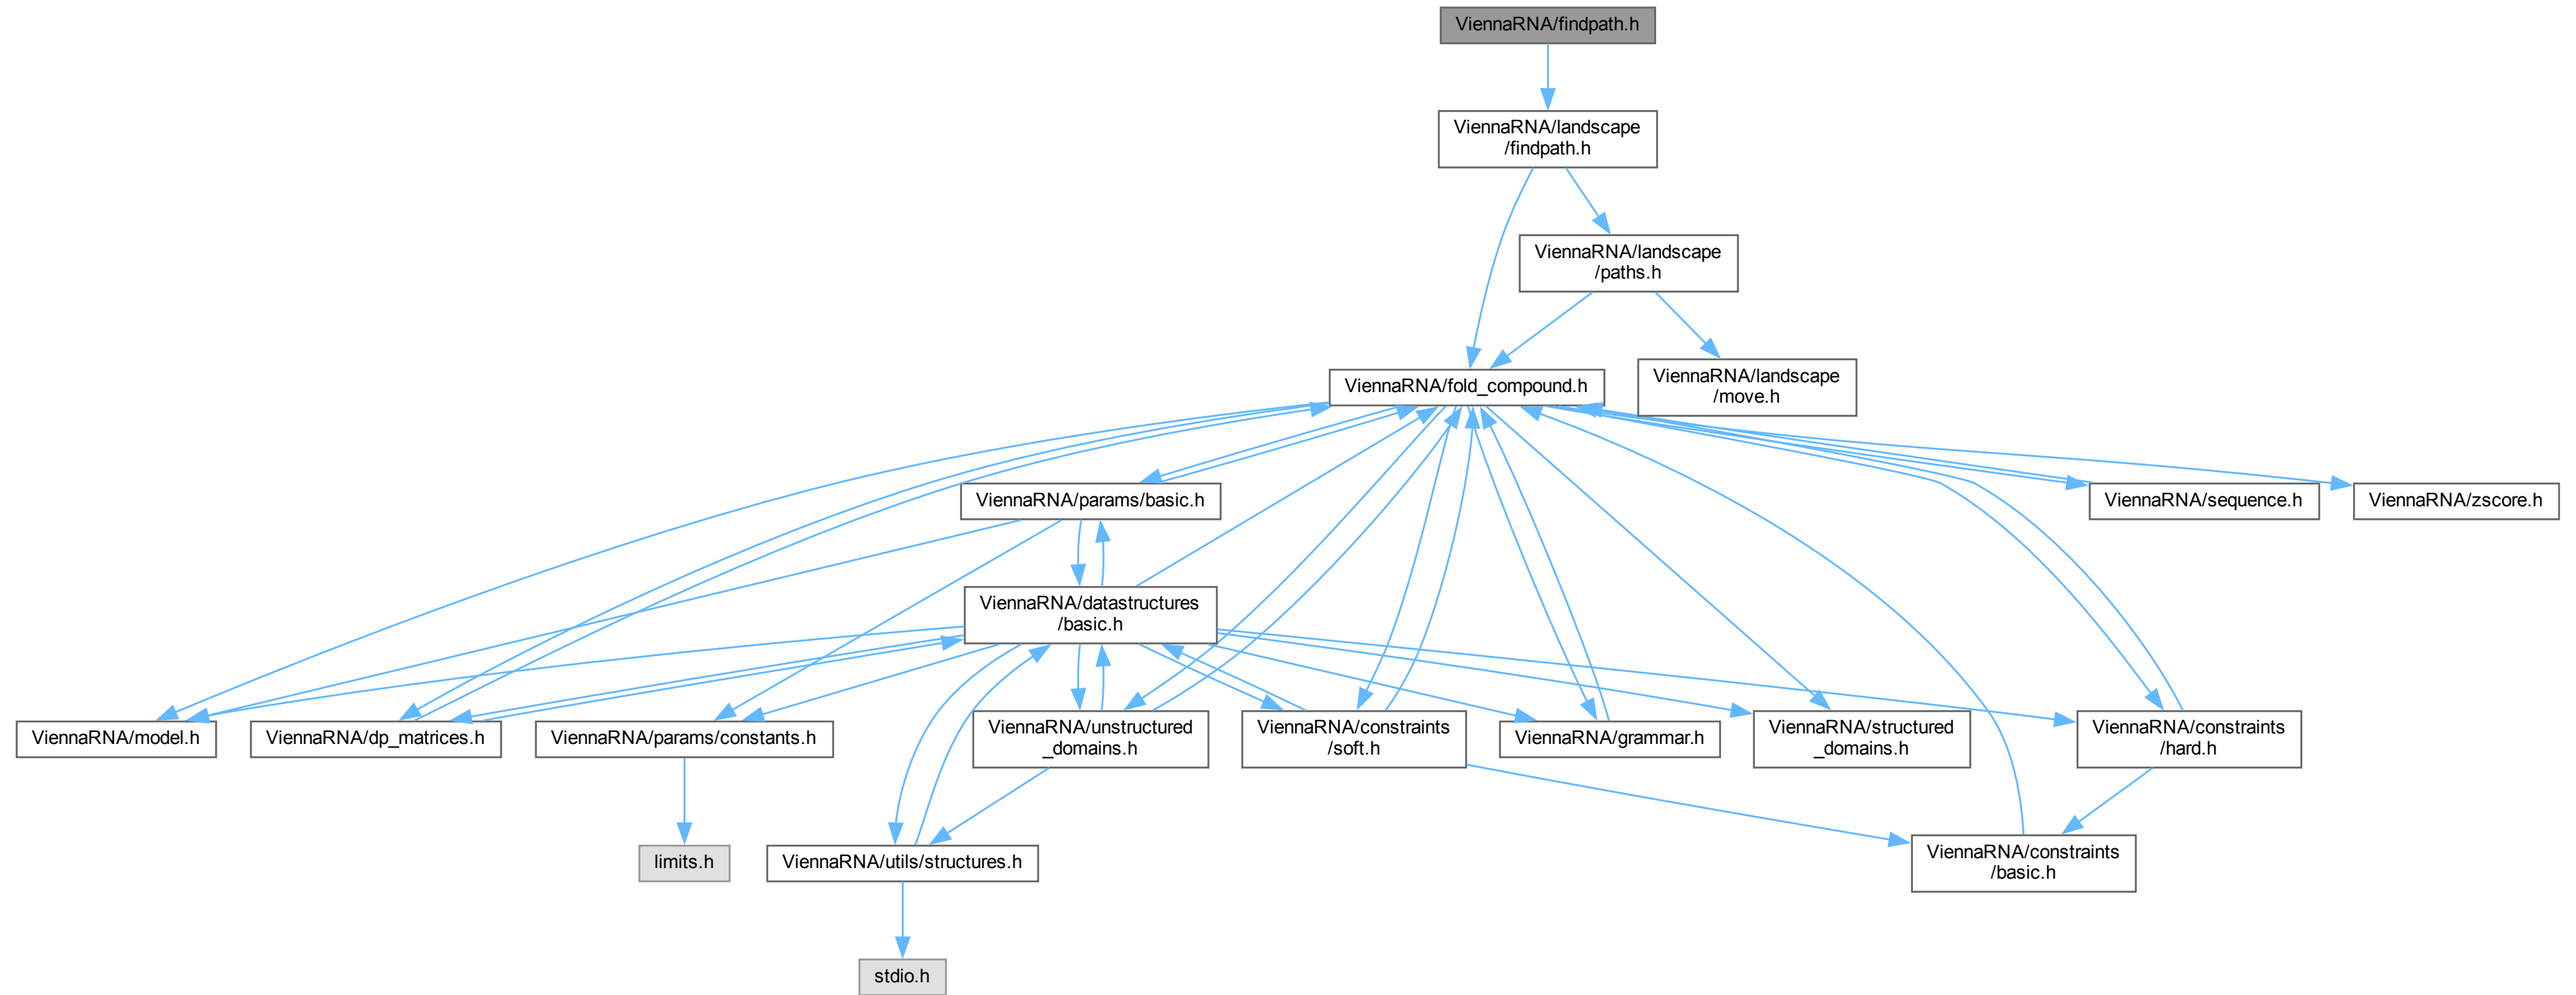 ViennaRNA/findpath.h
ViennaRNA/landscape
/findpath.h
ViennaRNA/landscape
/paths.h
ViennaRNA/fold_compound.h
ViennaRNA/landscape
/move.h
ViennaRNA/params/basic.h
ViennaRNA/sequence.h
ViennaRNA/zscore.h
ViennaRNA/datastructures
/basic.h
ViennaRNA/model.h
ViennaRNA/dp_matrices.h
ViennaRNA/params/constants.h
ViennaRNA/unstructured
_domains.h
ViennaRNA/constraints
/soft.h
ViennaRNA/grammar.h
ViennaRNA/structured
_domains.h
ViennaRNA/constraints
/hard.h
limits.h
ViennaRNA/utils/structures.h
ViennaRNA/constraints
/basic.h
stdio.h